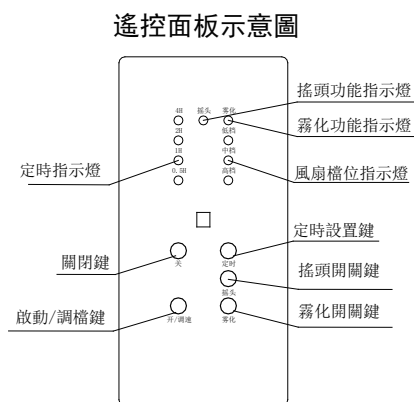 遙控面板示意圖
搖頭功能指示燈
4H 摇头 雾化
霧化功能指示燈
2H 低档
定時指示燈
1H 中档
風扇檔位指示燈
0.5H 高档
定時設置鍵
關閉鍵
关 定时
搖頭開關鍵
摇头
啟動/調檔鍵
霧化開關鍵
开/调速 雾化